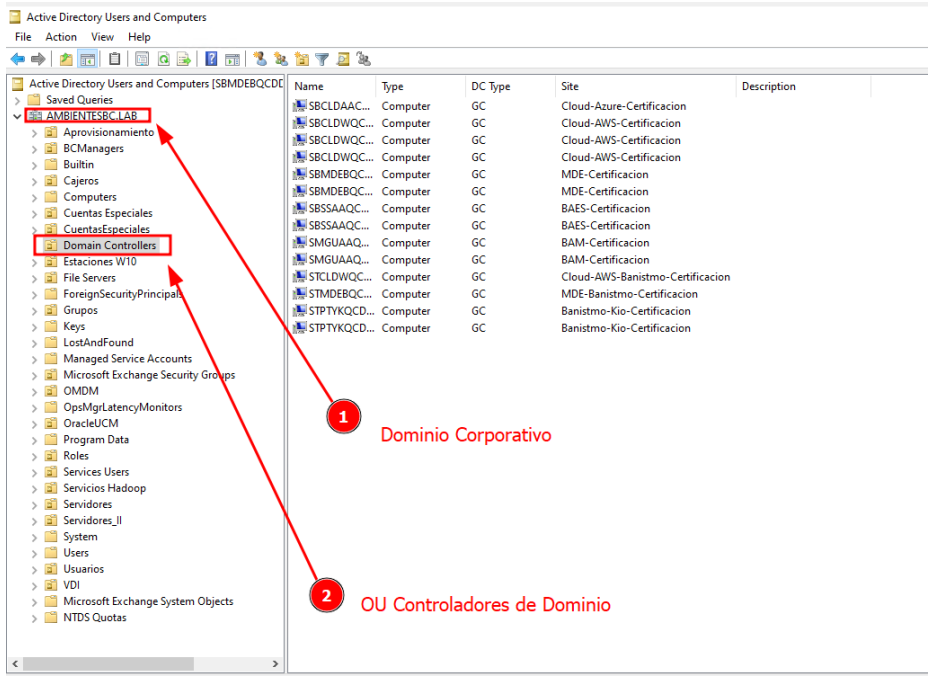 Active Directory Users and Computers
File Action View Help
Active Directory Users and Computers [SBMDEBQCDE
Saved Queries
AMBIENTESBC.LAB
Aprovisionamiento
BCManagers
Builtin
Cajeros
Computers
Cuentas Especiales
CuentasEspeciales
Domain Controllers
Estaciones W10
File Servers
ForeignSecurityPrincipals
Grupos
Keys
LostAndFound
Managed Service Accounts
Microsoft Exchange Security Groups
OMDM
OpsMgrLatencyMonitors
OracleUCM
Program Data
Roles
Services Users
Servicios Hadoop
Servidores
Servidores_II
System
Users
Usuarios
VDI
Microsoft Exchange System Objects
NTDS Quotas
Name Type DC Type Site Description
SBCLDAAC... Computer GC Cloud-Azure-Certificacion
SBCLDWQC... Computer GC Cloud-AWS-Certificacion
SBCLDWQC... Computer GC Cloud-AWS-Certificacion
SBCLDWQC... Computer GC Cloud-AWS-Certificacion
SBMDEBQC... Computer GC MDE-Certificacion
SBMDEBQC... Computer GC MDE-Certificacion
SBSSAAQC... Computer GC BAES-Certificacion
SBSSAAQC... Computer GC BAES-Certificacion
SMGUAAQ... Computer GC BAM-Certificacion
SMGUAAQ... Computer GC BAM-Certificacion
STCLDWQC... Computer GC Cloud-AWS-Banistmo-Certificacion
STMDEBQC... Computer GC MDE-Banistmo-Certificacion
STPTYKQCD... Computer GC Banistmo-Kio-Certificacion
STPTYKQCD... Computer GC Banistmo-Kio-Certificacion
1
Dominio Corporativo
2
OU Controladores de Dominio